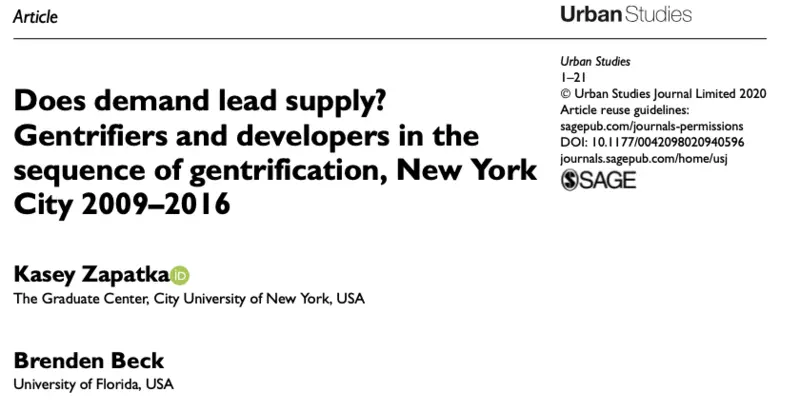 Article
UrbanStudies
Urban Studies
1–21
© Urban Studies Journal Limited 2020
Article reuse guidelines:
sagepub.com/journals-permissions
DOI: 10.1177/0042098020940596
journals.sagepub.com/home/usj
SAGE
Does demand lead supply?
Gentrifiers and developers in the
sequence of gentrification, New York
City 2009–2016
Kasey Zapatka iD
The Graduate Center, City University of New York, USA
Brenden Beck
University of Florida, USA